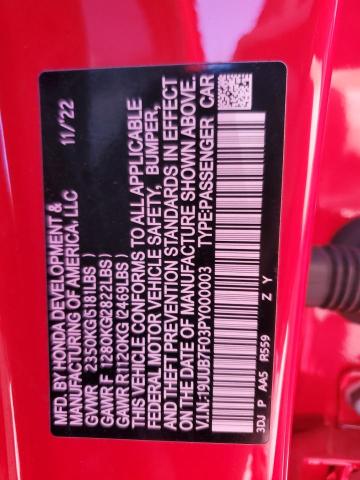 MFD. BY HONDA DEVELOPMENT &
MANUFACTURING OF AMERICA, LLC 11/'22
GVWR 2350KG(5181LBS)
GAWR F 1280KG(2822LBS)
GAWR R 1120KG(2469LBS)
THIS VEHICLE CONFORMS TO ALL APPLICABLE
FEDERAL MOTOR VEHICLE SAFETY, BUMPER,
AND THEFT PREVENTION STANDARDS IN EFFECT
ON THE DATE OF MANUFACTURE SHOWN ABOVE.
V.I.N.:19UUB7F03PY000003 TYPE:PASSENGER CAR
3DJ P AA5 R559 Z Y